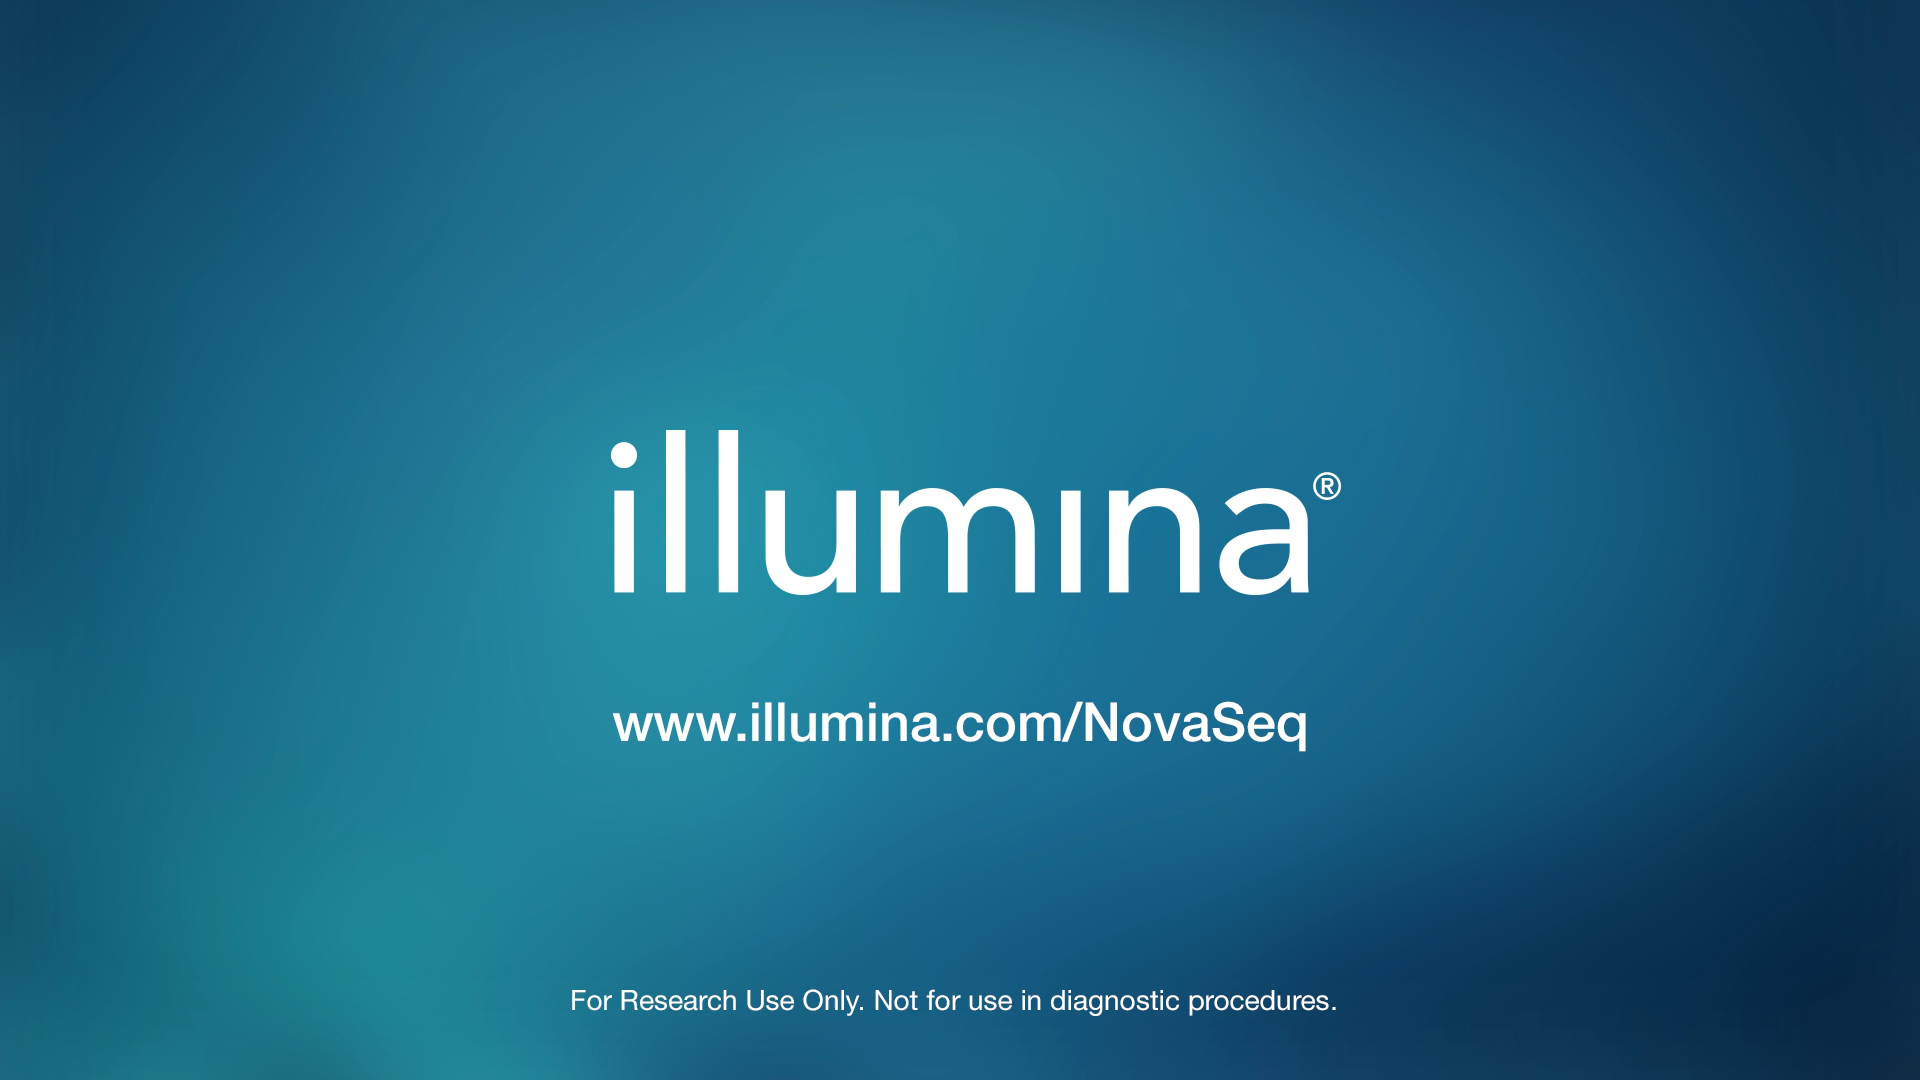 illumina®
www.illumina.com/NovaSeq
For Research Use Only. Not for use in diagnostic procedures.